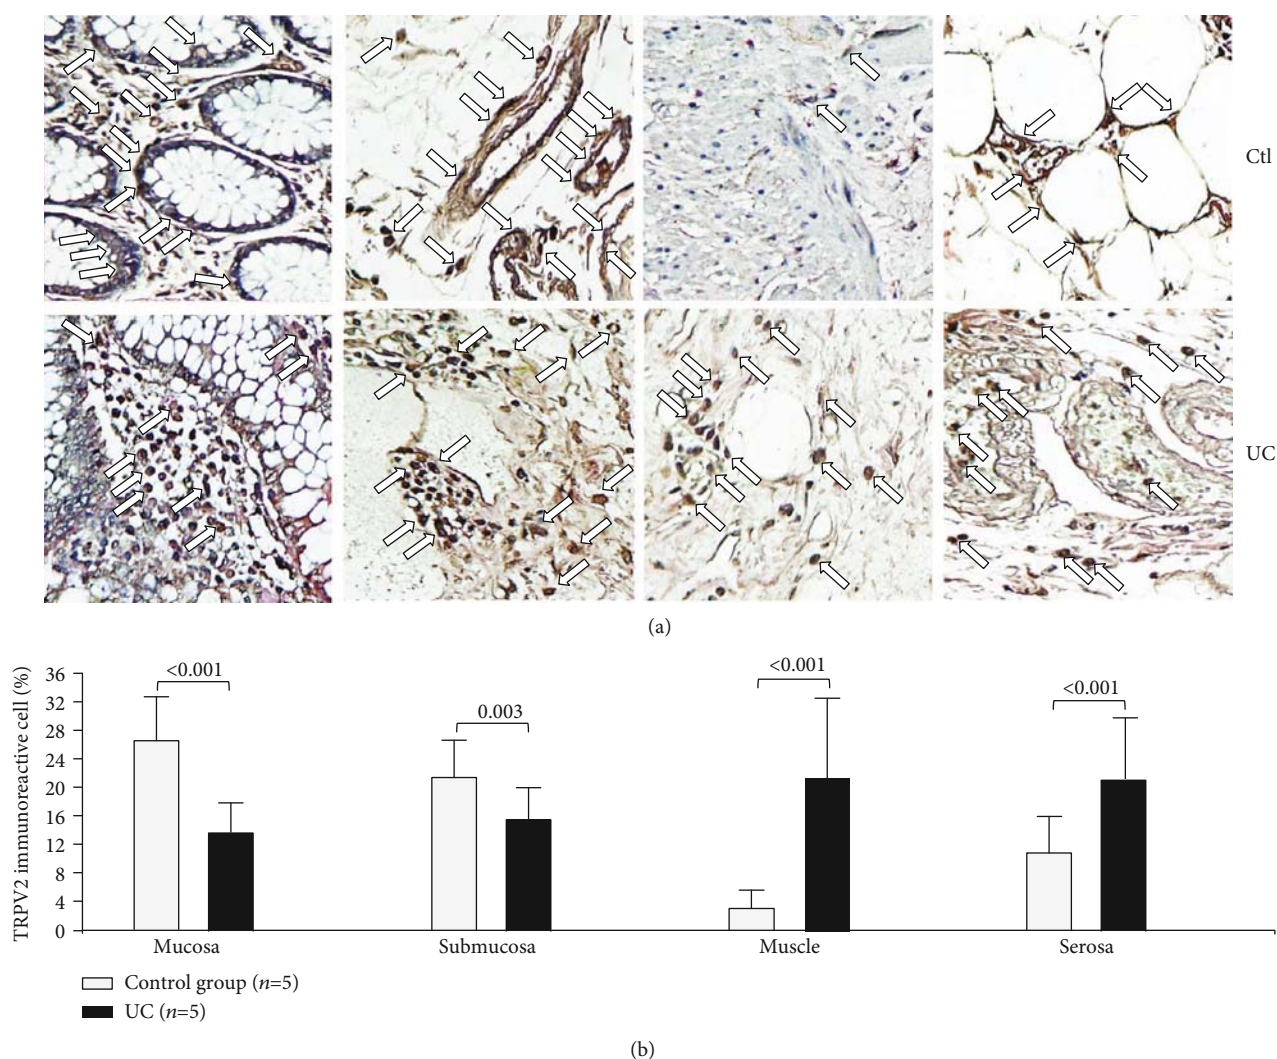 Ctl
UC
(a)
TRPV2 immunoreactive cell (%)
36
32
28
24
20
16
12
8
4
0
<0.001
0.003
<0.001
<0.001
Mucosa
Submucosa
Muscle
Serosa
Control group (n=5)
UC (n=5)
(b)